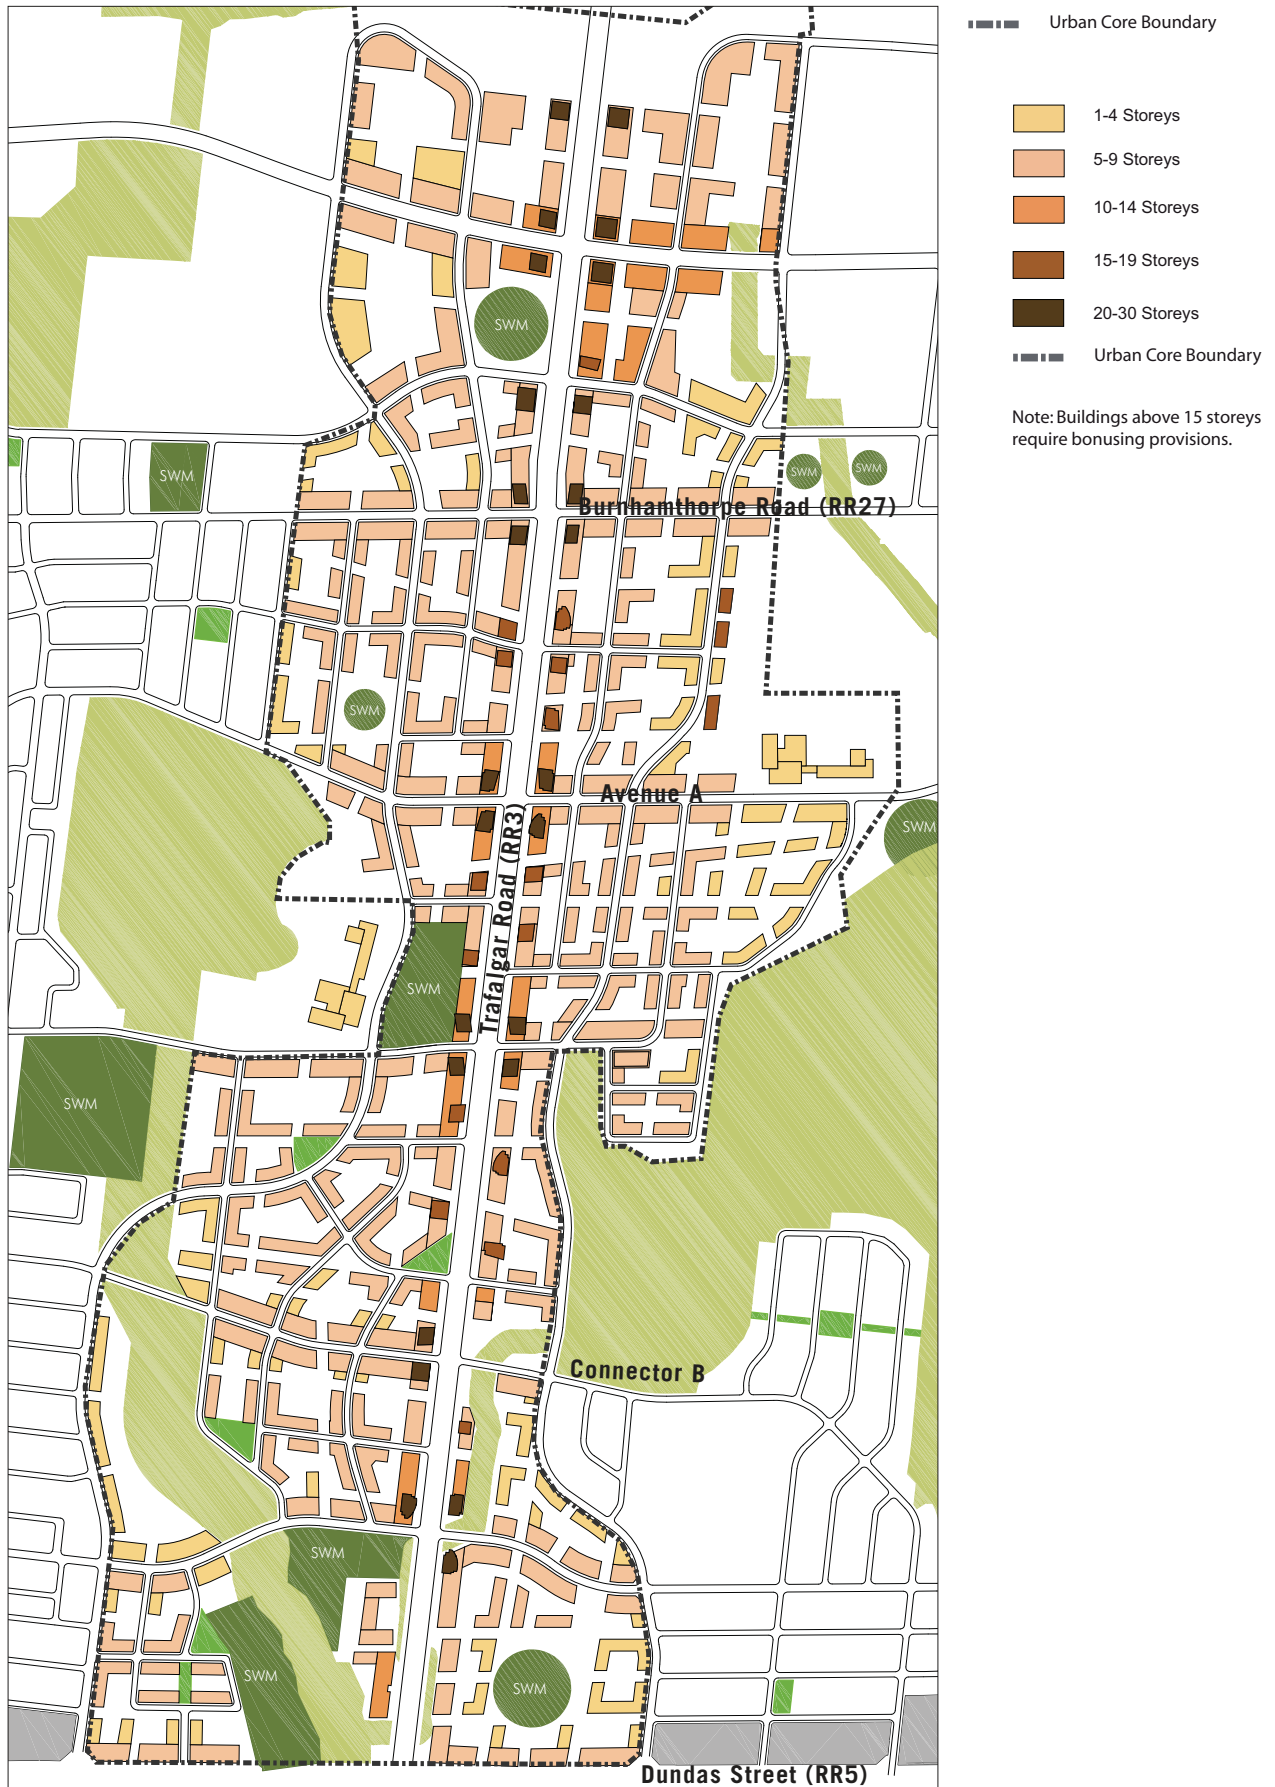 Urban Core Boundary
1-4 Storeys
5-9 Storeys
10-14 Storeys
15-19 Storeys
20-30 Storeys
Urban Core Boundary
Note: Buildings above 15 storeys
require bonusing provisions.
SWM
SWM
SWM
SWM
Burnhamthorpe Road (RR27)
SWM
Avenue A
SWM
Trafalgar Road (RR3)
SWM
SWM
Connector B
SWM
SWM
SWM
Dundas Street (RR5)